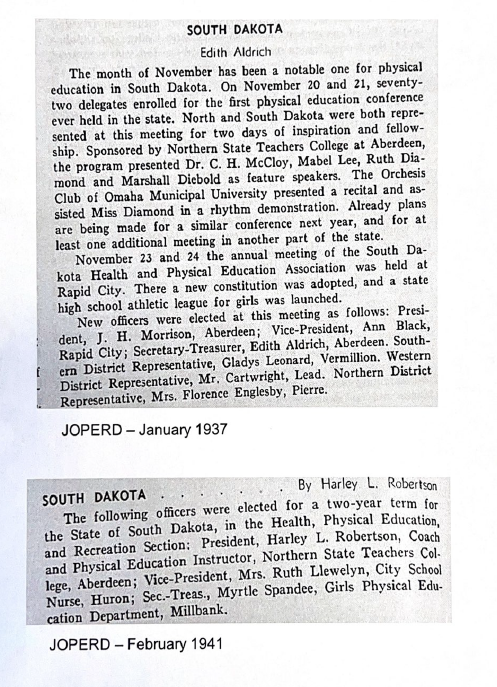 SOUTH DAKOTA
Edith Aldrich
The month of November has been a notable one for physical
education in South Dakota. On November 20 and 21, seventy-
two delegates enrolled for the first physical education conference
ever held in the state. North and South Dakota were both repre-
sented at this meeting for two days of inspiration and fellow-
ship. Sponsored by Northern State Teachers College at Aberdeen,
the program presented Dr. C. H. McCloy, Mabel Lee, Ruth Dia-
mond and Marshall Diebold as feature speakers. The Orchesis
Club of Omaha Municipal University presented a recital and as-
sisted Miss Diamond in a rhythm demonstration. Already plans
are being made for a similar conference next year, and for at
least one additional meeting in another part of the state.
November 23 and 24 the annual meeting of the South Da-
kota Health and Physical Education Association was held at
Rapid City. There a new constitution was adopted, and a state
high school athletic league for girls was launched.
New officers were elected at this meeting as follows: Presi-
dent, J. H. Morrison, Aberdeen; Vice-President, Ann Black,
Rapid City; Secretary-Treasurer, Edith Aldrich, Aberdeen. South-
ern District Representative, Gladys Leonard, Vermillion. Western
District Representative, Mr. Cartwright, Lead. Northern District
Representative, Mrs. Florence Englesby, Pierre.
JOPERD – January 1937
SOUTH DAKOTA . . . . . . . By Harley L. Robertson
The following officers were elected for a two-year term for
the State of South Dakota, in the Health, Physical Education,
and Recreation Section: President, Harley L. Robertson, Coach
and Physical Education Instructor, Northern State Teachers Col-
lege, Aberdeen; Vice-President, Mrs. Ruth Llewelyn, City School
Nurse, Huron; Sec.-Treas., Myrtle Spandee, Girls Physical Edu-
cation Department, Millbank.
JOPERD – February 1941